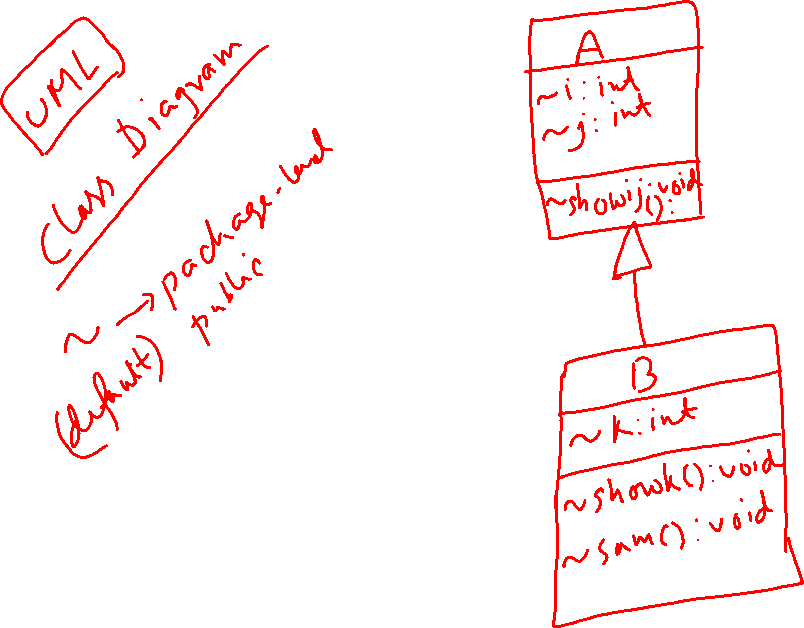 UML
Class Diagram
~ → package-level
(default) public
A
~i: int
~j: int
~showij(): void
B
~k: int
~showk(): void
~sum(): void